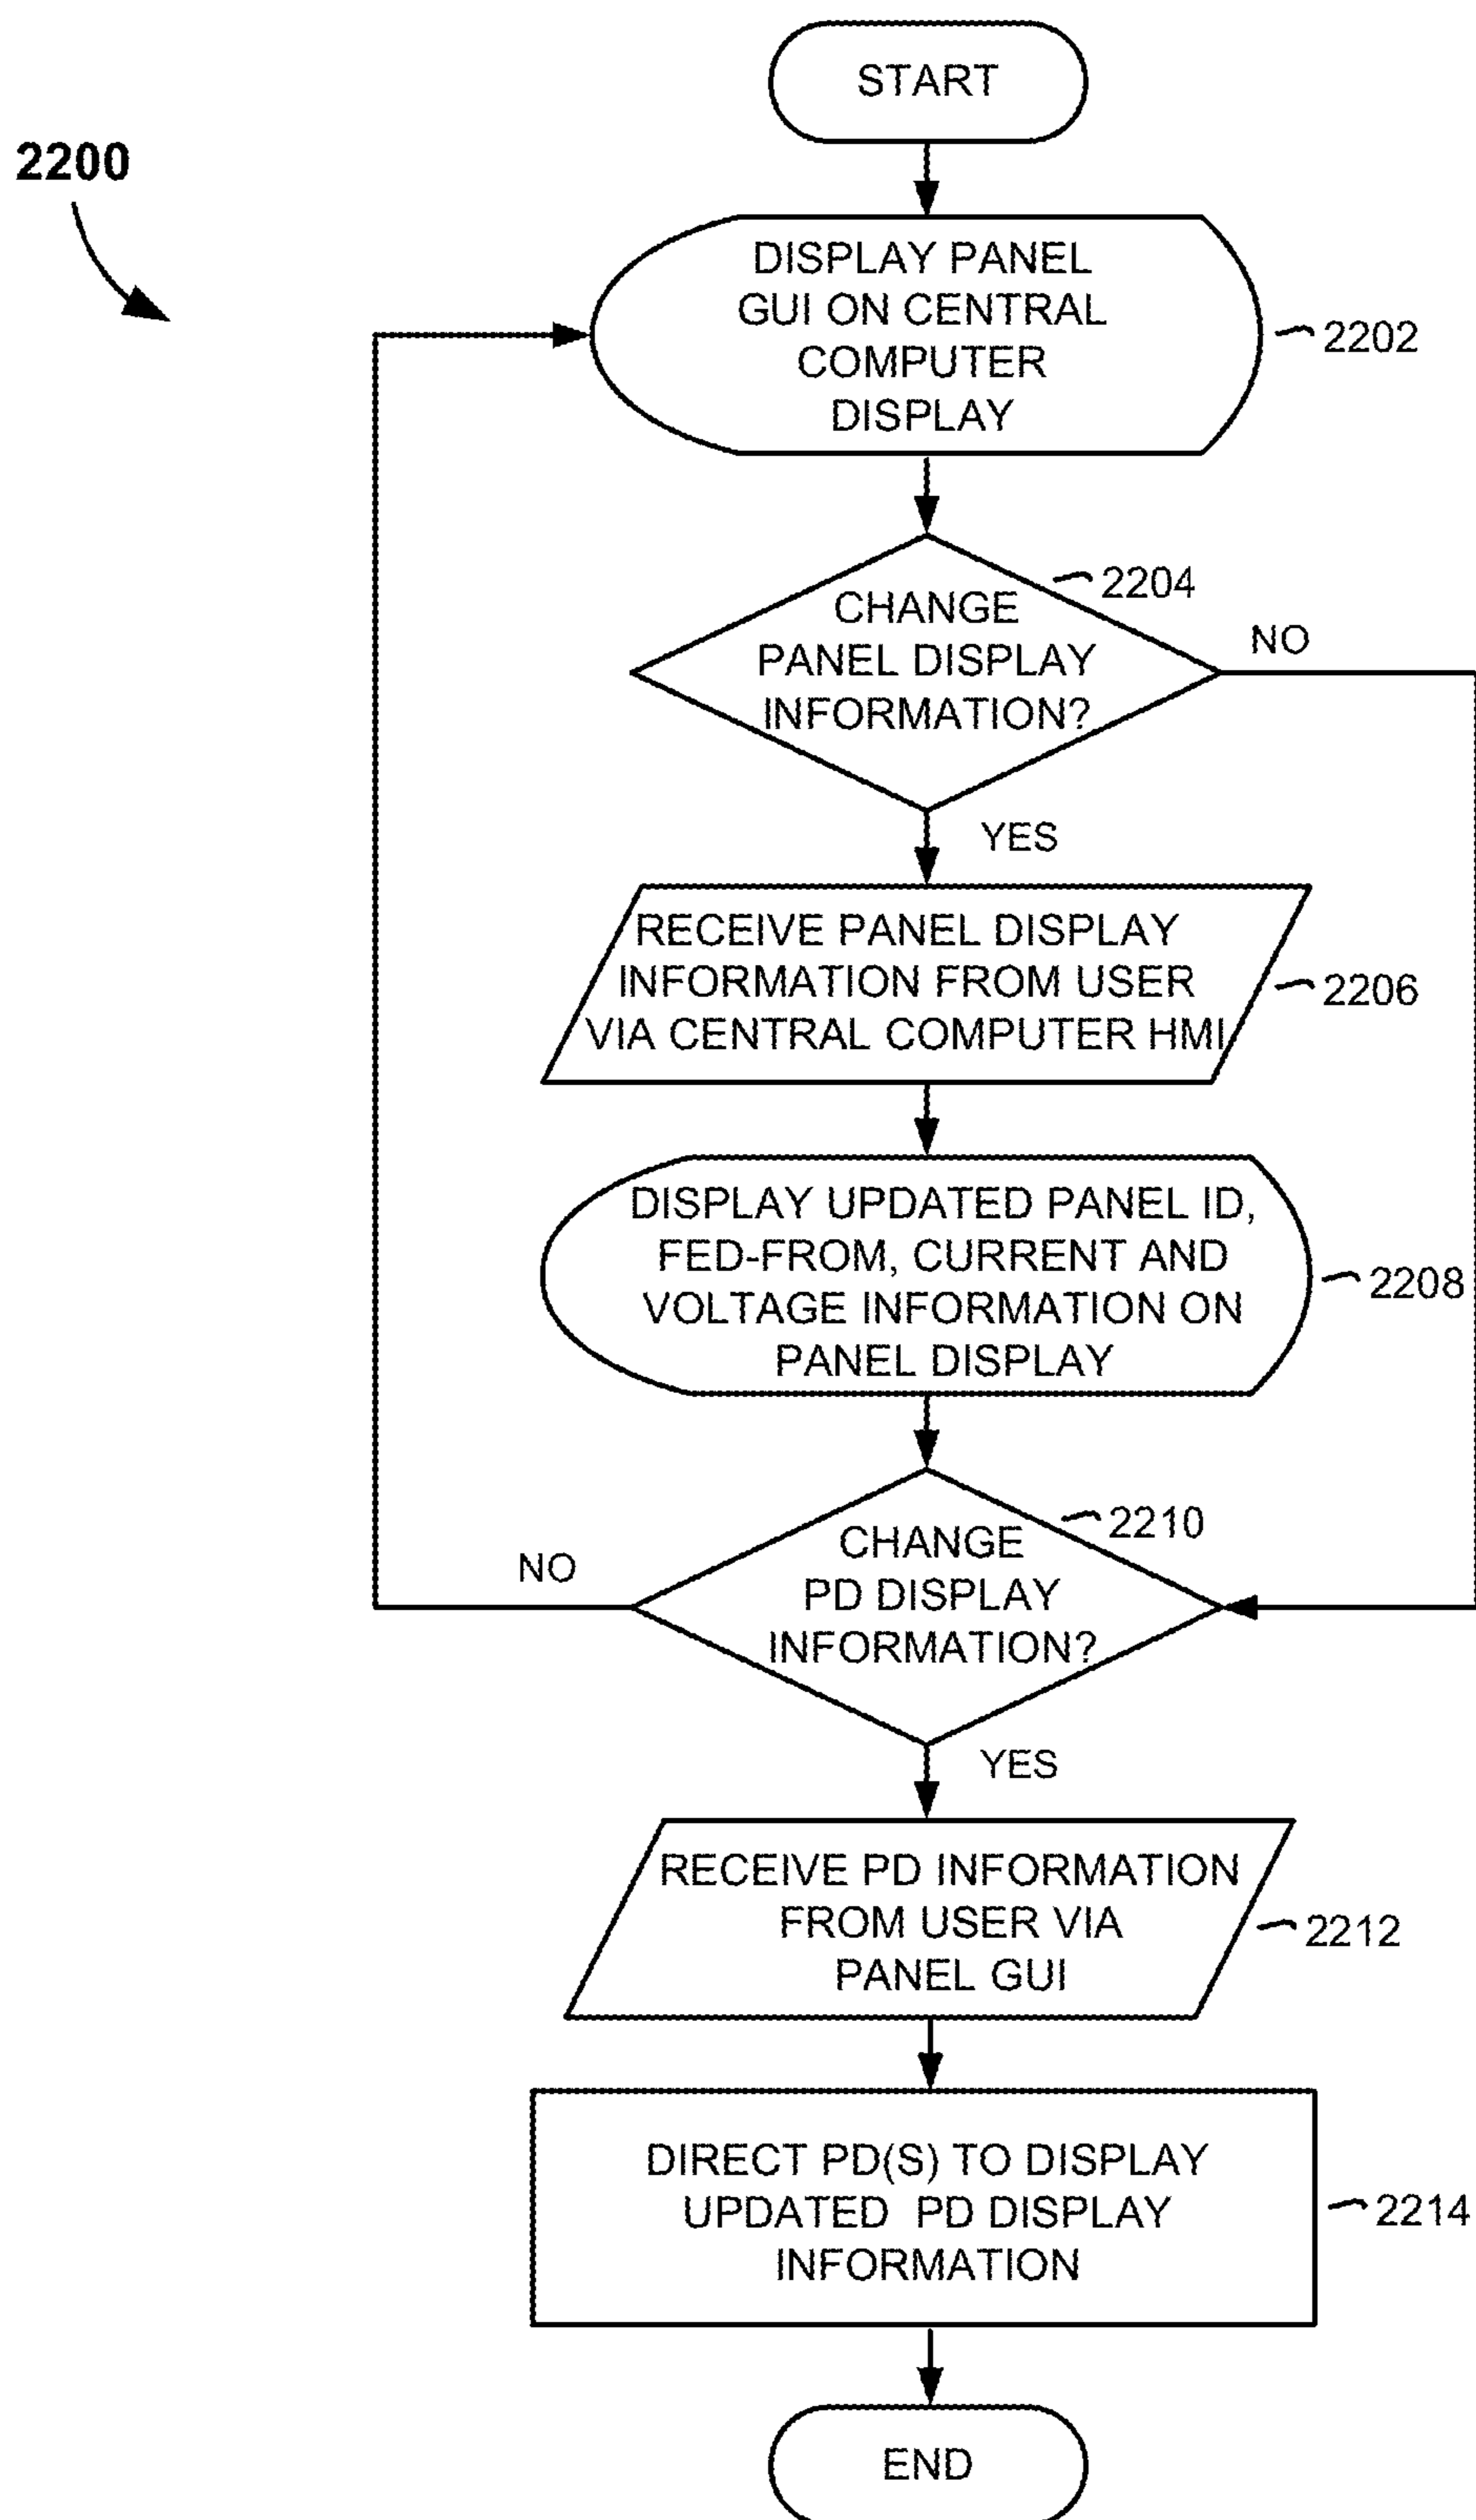 START
2200
DISPLAY PANEL
GUI ON CENTRAL
COMPUTER
DISPLAY
2202
2204
CHANGE
PANEL DISPLAY
INFORMATION?
NO
YES
RECEIVE PANEL DISPLAY
INFORMATION FROM USER
VIA CENTRAL COMPUTER HMI
2206
DISPLAY UPDATED PANEL ID,
FED-FROM, CURRENT AND
VOLTAGE INFORMATION ON
PANEL DISPLAY
2208
2210
CHANGE
PD DISPLAY
INFORMATION?
NO
YES
RECEIVE PD INFORMATION
FROM USER VIA
PANEL GUI
2212
DIRECT PD(S) TO DISPLAY
UPDATED PD DISPLAY
INFORMATION
2214
END